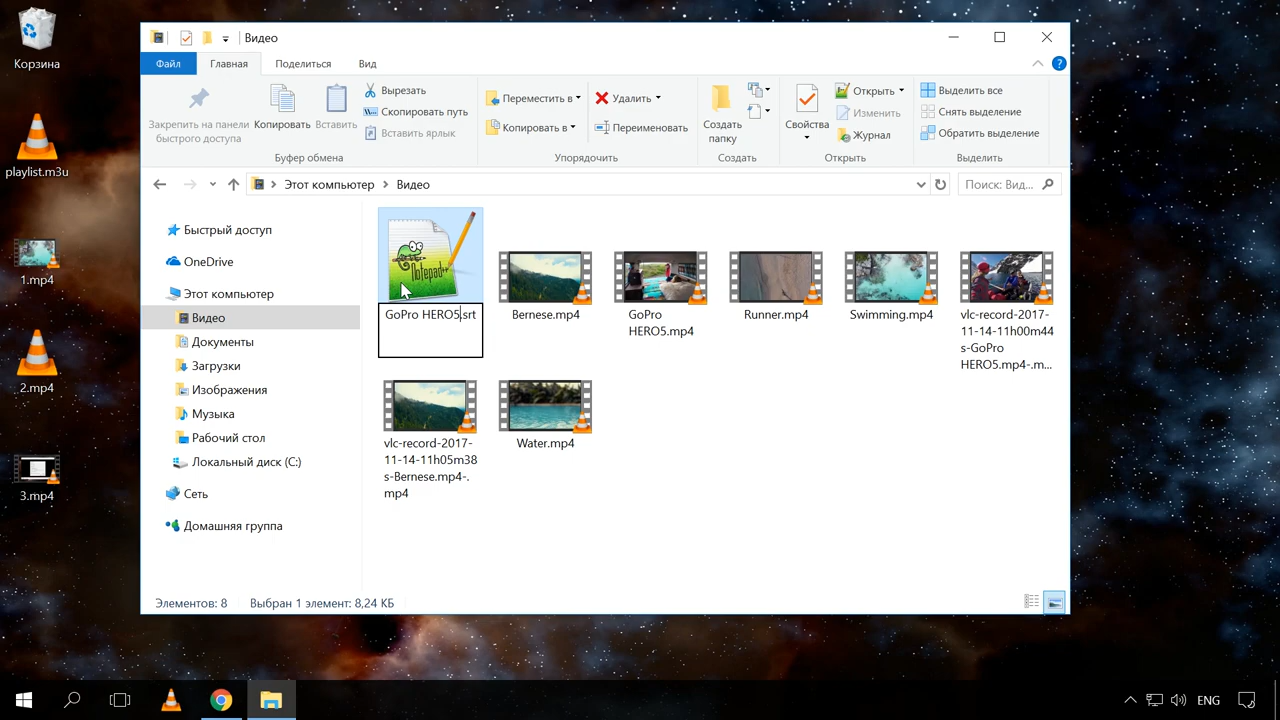 Корзина
playlist.m3u
1.mp4
2.mp4
3.mp4
Видео
Файл
Главная
Поделиться
Вид
?
Закрепить на панели
быстрого доступа
Копировать
Вставить
Вырезать
Скопировать путь
Вставить ярлык
Буфер обмена
Переместить в
Копировать в
Удалить
Переименовать
Упорядочить
Создать
папку
Создать
Свойства
Открыть
Изменить
Журнал
Открыть
Выделить все
Снять выделение
Обратить выделение
Выделить
Этот компьютер
Видео
Поиск: Вид...
Быстрый доступ
OneDrive
Этот компьютер
Видео
Документы
Загрузки
Изображения
Музыка
Рабочий стол
Локальный диск (C:)
Сеть
Домашняя группа
notepad++
GoPro HERO5.srt
Bernese.mp4
GoPro
HERO5.mp4
Runner.mp4
Swimming.mp4
vlc-record-2017-
11-14-11h00m44
s-GoPro
HERO5.mp4-.m...
vlc-record-2017-
11-14-11h05m38
s-Bernese.mp4-.
mp4
Water.mp4
Элементов: 8
Выбран 1 элемент: 8,24 КБ
ENG